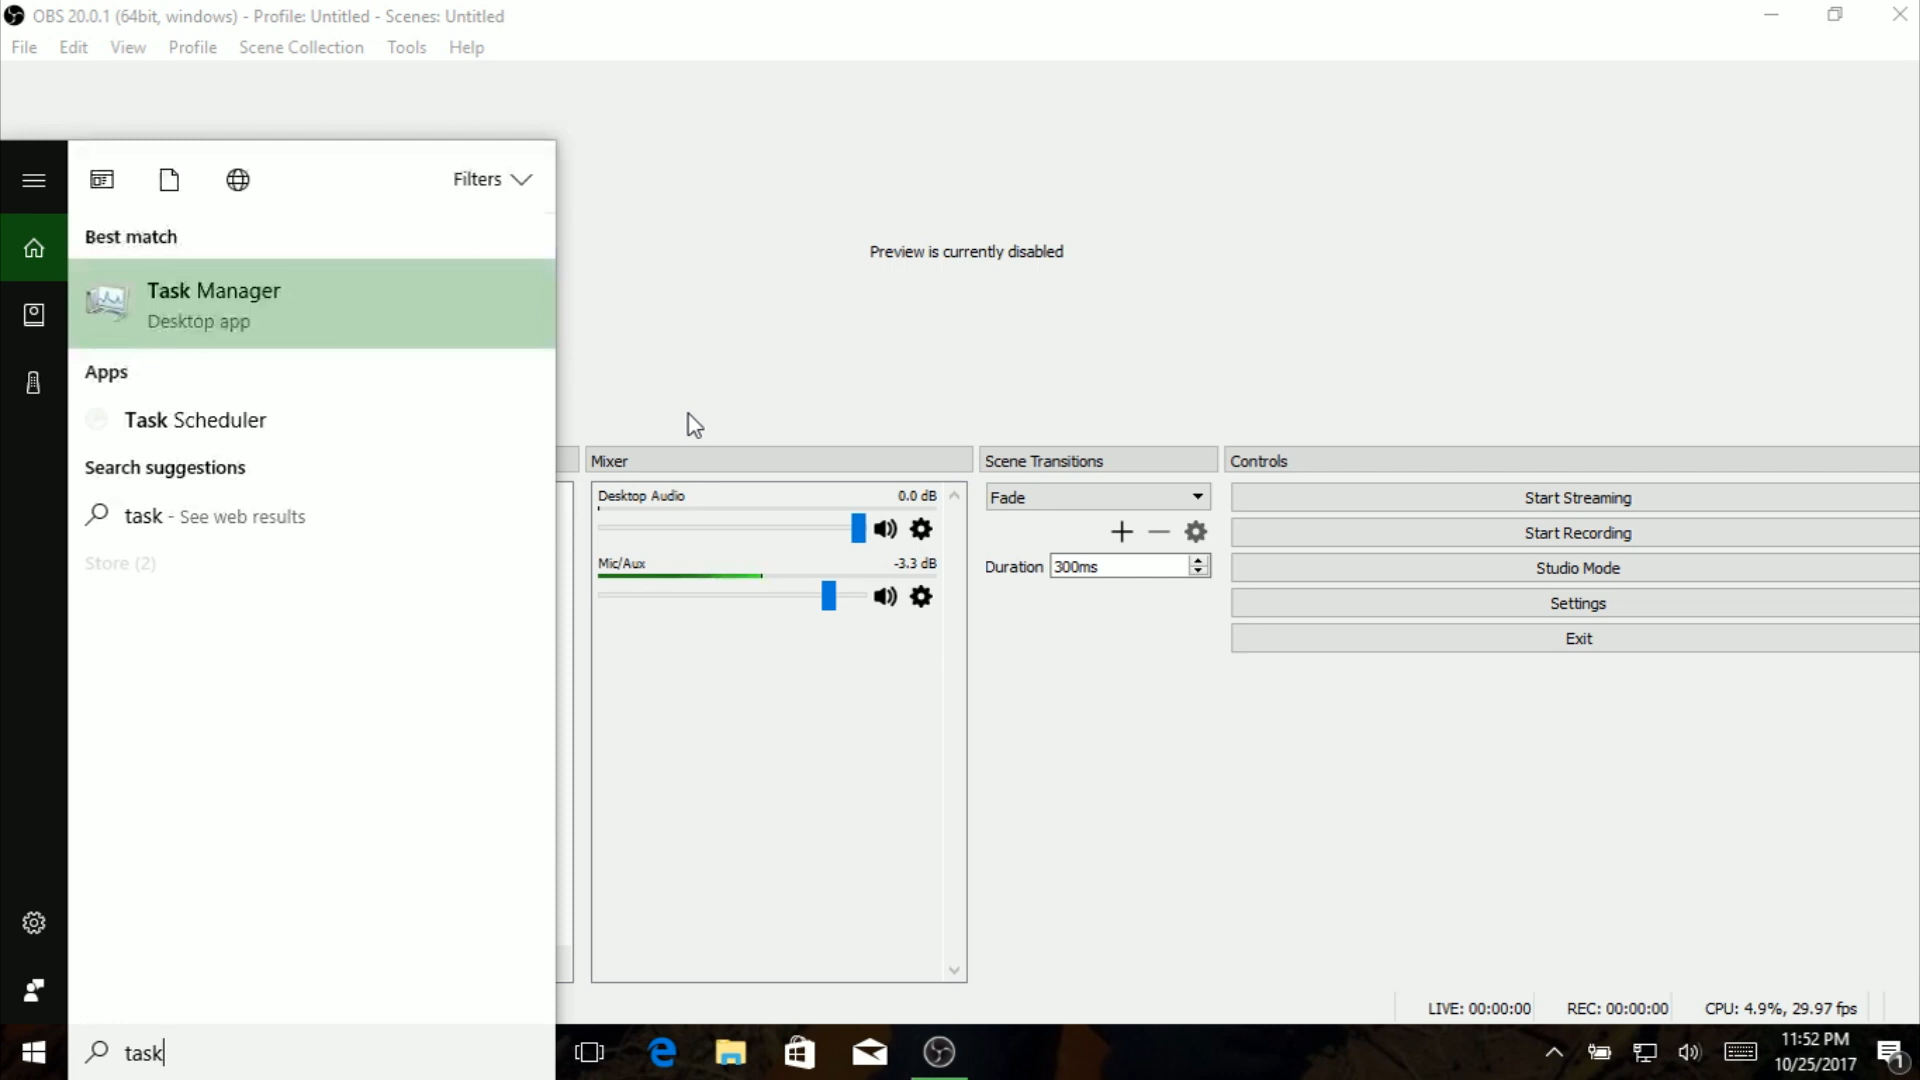 OBS 20.0.1 (64bit, windows) - Profile: Untitled - Scenes: Untitled
File Edit View Profile Scene Collection Tools Help
Filters
Best match
Task Manager
Desktop app
Apps
Task Scheduler
Search suggestions
task - See web results
Store (2)
Preview is currently disabled
Mixer
Desktop Audio 0.0 dB
Mic/Aux -3.3 dB
Scene Transitions
Fade
Duration 300ms
Controls
Start Streaming
Start Recording
Studio Mode
Settings
Exit
LIVE: 00:00:00 REC: 00:00:00 CPU: 4.9%, 29.97 fps
task
11:52 PM
10/25/2017
1